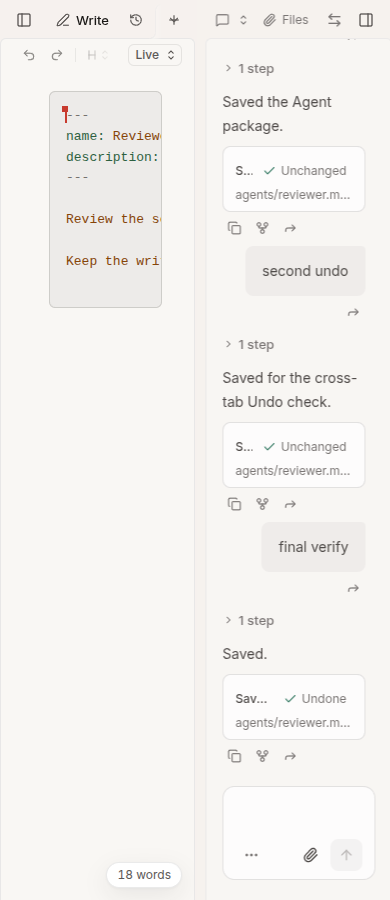 Write
Files
H
Live
---
name: Review
description:
---
Review the s
Keep the wri
18 words
1 step
Saved the Agent
package.
S... Unchanged
agents/reviewer.m...
second undo
1 step
Saved for the cross-
tab Undo check.
S... Unchanged
agents/reviewer.m...
final verify
1 step
Saved.
Sav... Undone
agents/reviewer.m...